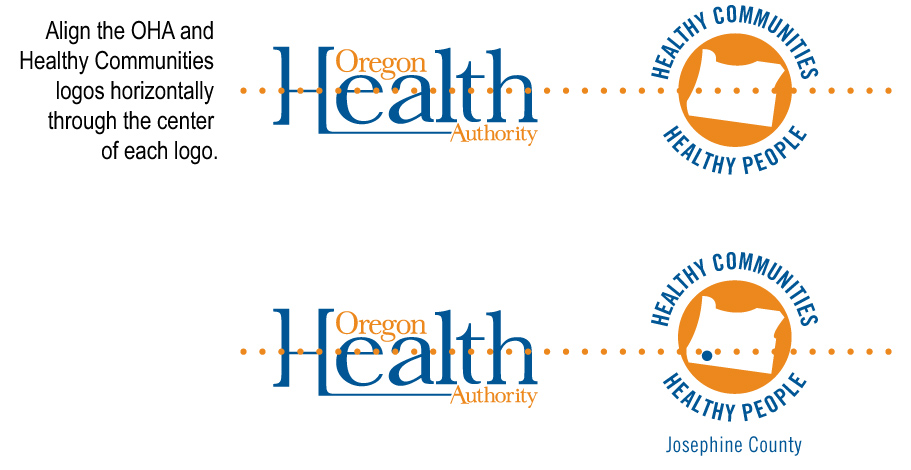 Align the OHA and
Healthy Communities
logos horizontally
through the center
of each logo.
Oregon
Health
Authority
HEALTHY COMMUNITIES
HEALTHY PEOPLE
Oregon
Health
Authority
HEALTHY COMMUNITIES
HEALTHY PEOPLE
Josephine County